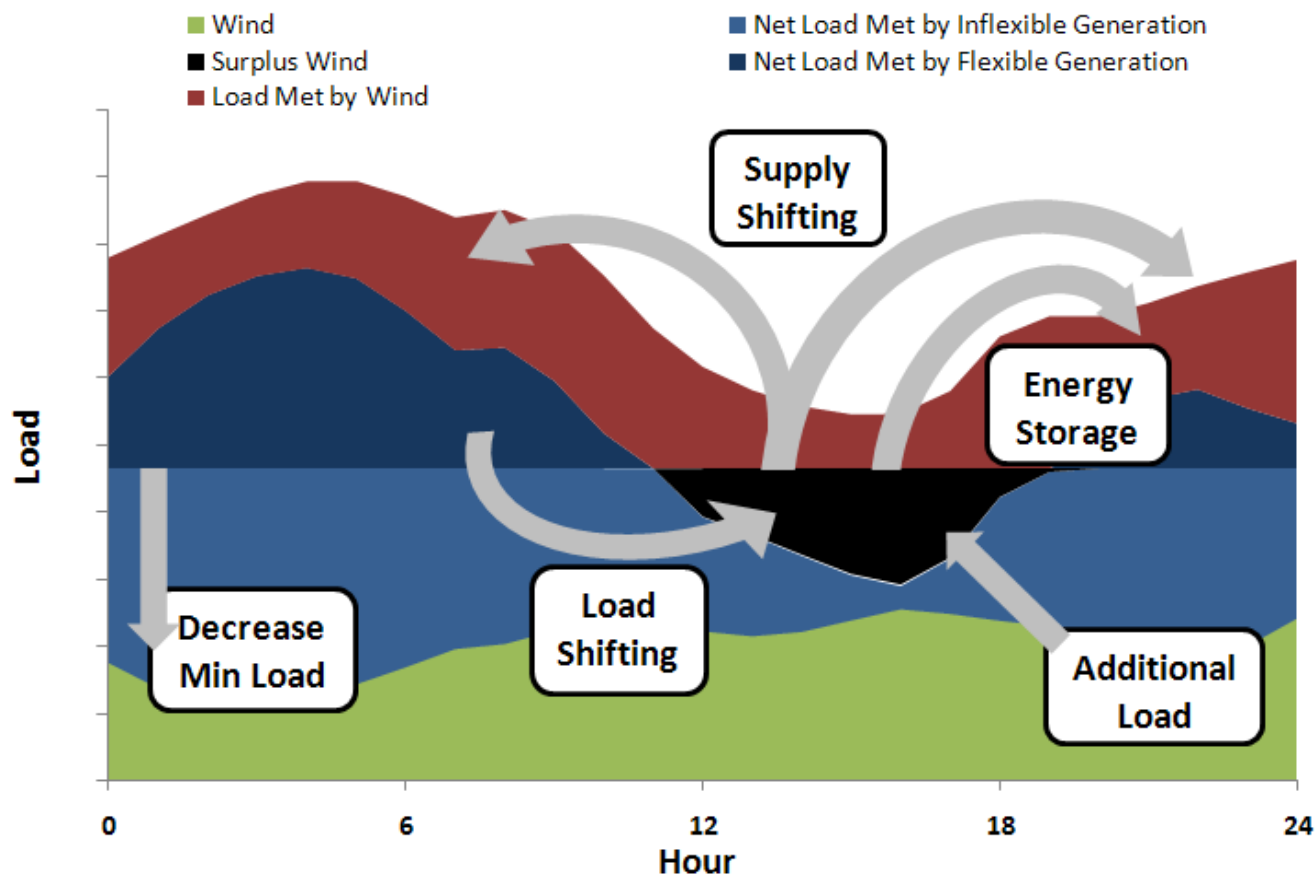 Wind
Surplus Wind
Load Met by Wind
Net Load Met by Inflexible Generation
Net Load Met by Flexible Generation
Supply
Shifting
Energy
Storage
Load
Load
Shifting
Decrease
Min Load
Additional
Load
0
6
12
18
24
Hour